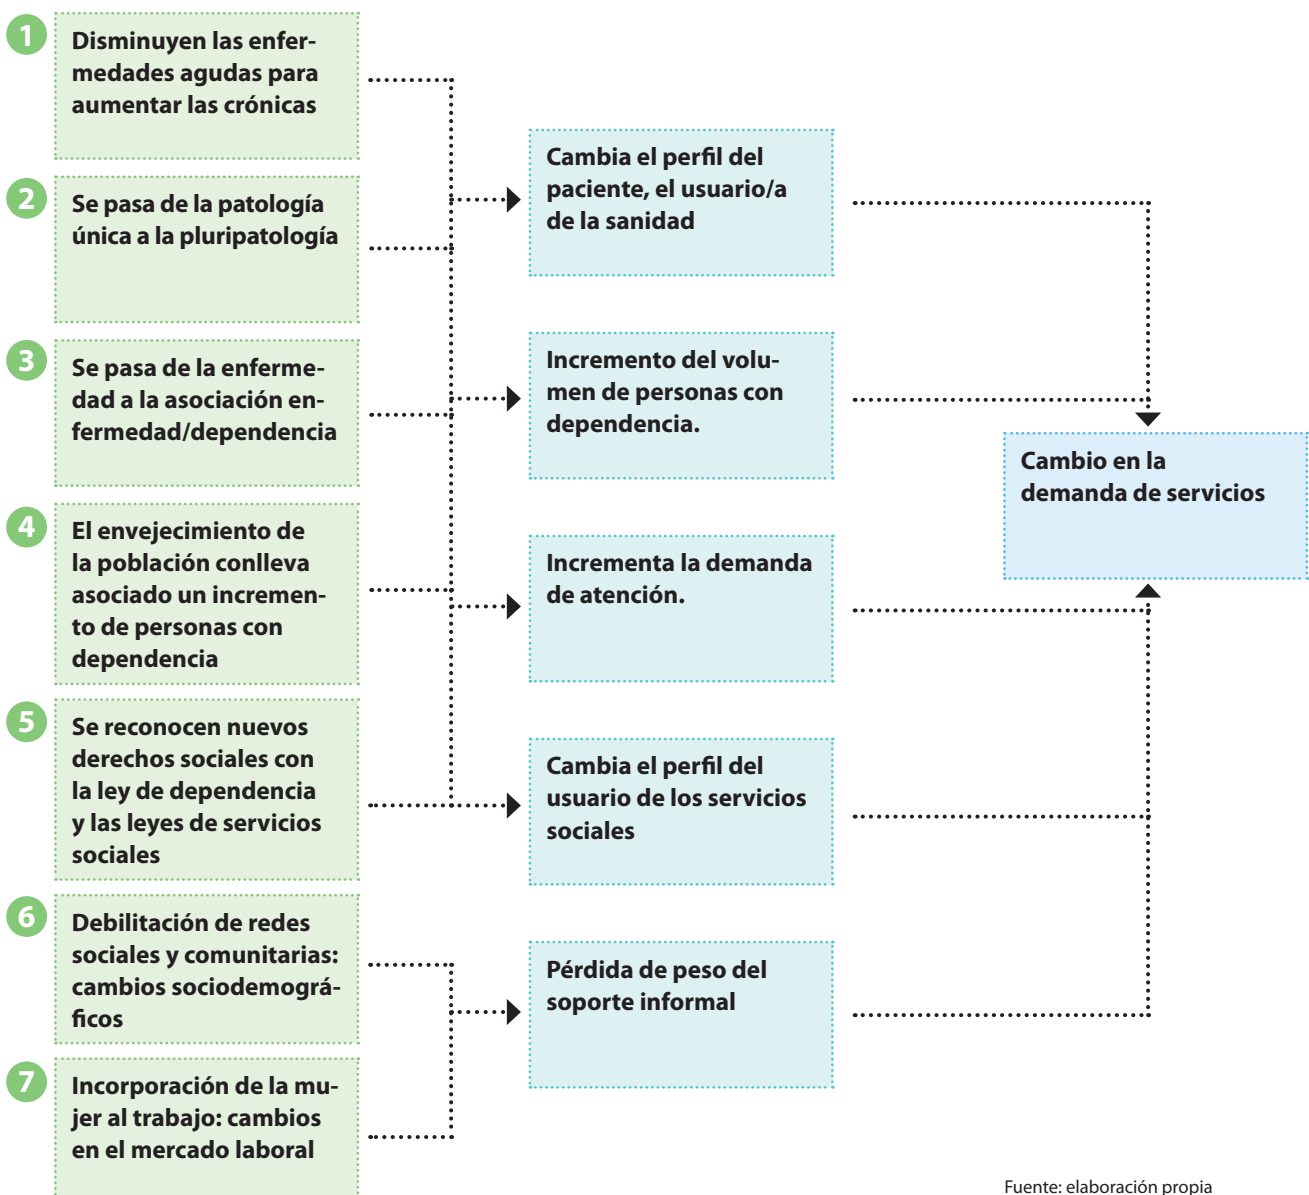 1
Disminuyen las enfer-
medades agudas para
aumentar las crónicas
2
Se pasa de la patología
única a la pluripatología
3
Se pasa de la enferme-
dad a la asociación en-
fermedad/dependencia
4
El envejecimiento de
la población conlleva
asociado un incremen-
to de personas con
dependencia
5
Se reconocen nuevos
derechos sociales con
la ley de dependencia
y las leyes de servicios
sociales
6
Debilitación de redes
sociales y comunitarias:
cambios sociodemográ-
ficos
7
Incorporación de la mu-
jer al trabajo: cambios
en el mercado laboral
Cambia el perfil del
paciente, el usuario/a
de la sanidad
Incremento del volu-
men de personas con
dependencia.
Incrementa la demanda
de atención.
Cambia el perfil del
usuario de los servicios
sociales
Pérdida de peso del
soporte informal
Cambio en la
demanda de servicios
Fuente: elaboración propia